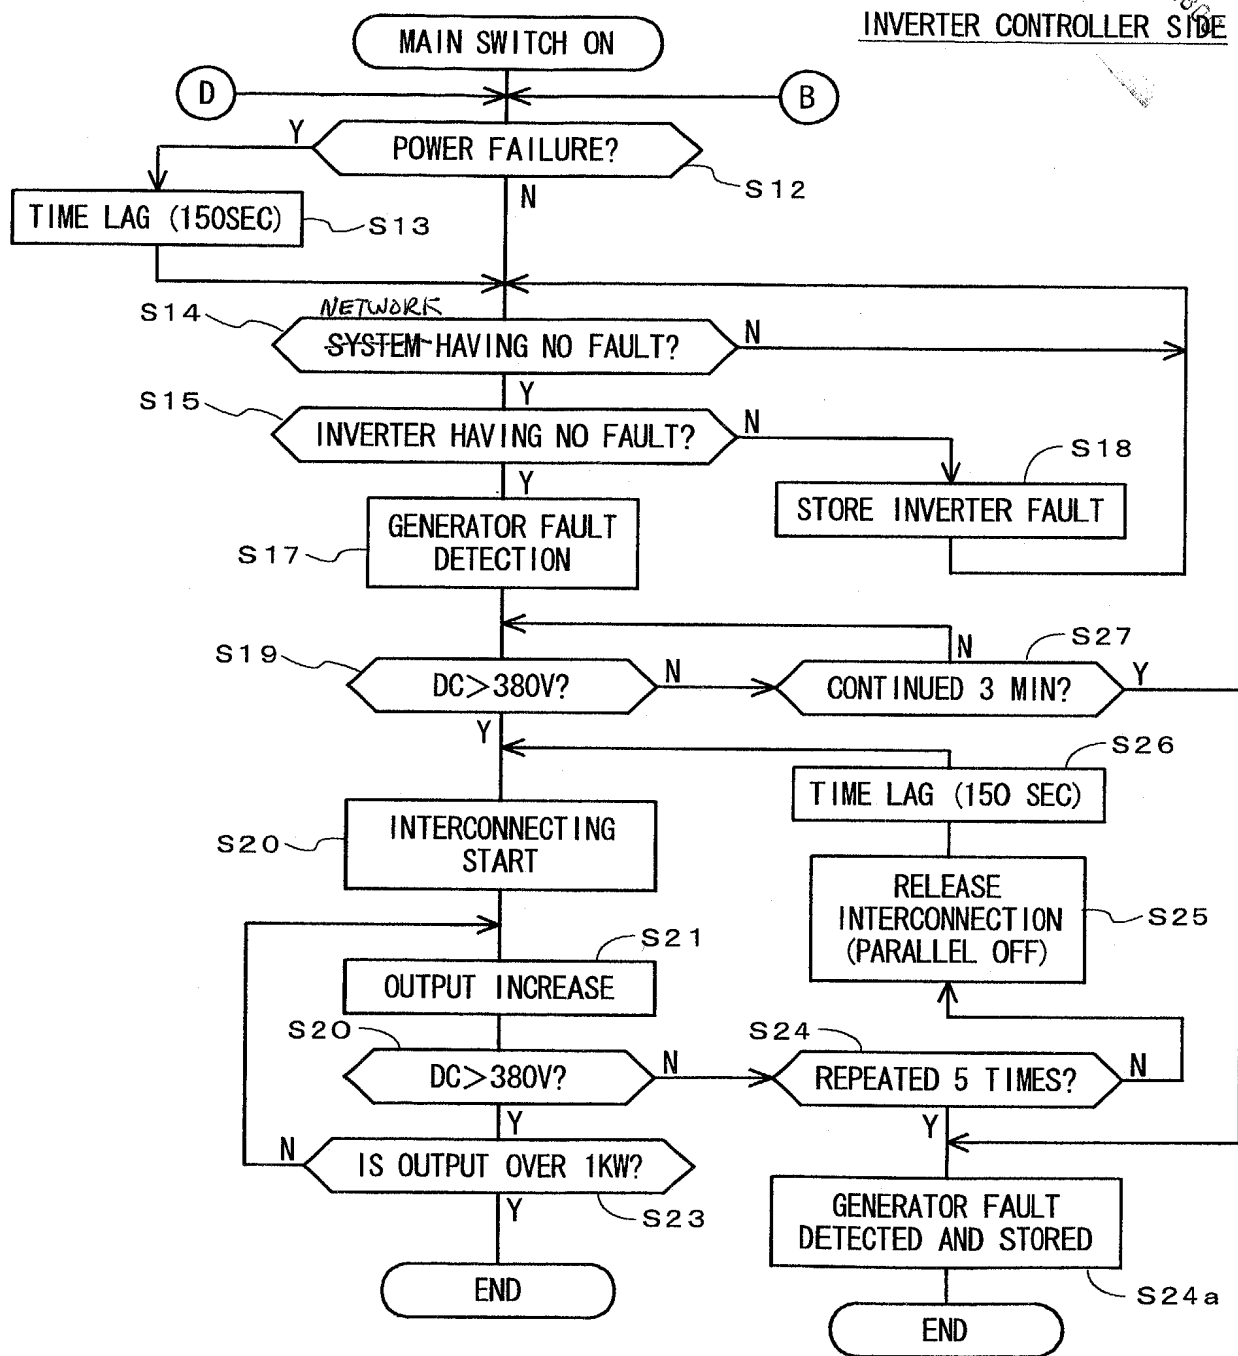 INVERTER CONTROLLER SIDE
MAIN SWITCH ON
D
B
Y
POWER FAILURE?
S12
N
TIME LAG (150SEC)
S13
NETWORK
S14
SYSTEM HAVING NO FAULT?
N
Y
S15
INVERTER HAVING NO FAULT?
N
Y
S18
STORE INVERTER FAULT
GENERATOR FAULT
DETECTION
S17
S19
DC>380V?
N
Y
N
S27
CONTINUED 3 MIN?
Y
S26
TIME LAG (150 SEC)
S20
INTERCONNECTING
START
RELEASE
INTERCONNECTION
(PARALLEL OFF)
S25
S21
OUTPUT INCREASE
S20
DC>380V?
N
Y
S24
REPEATED 5 TIMES?
N
Y
N
IS OUTPUT OVER 1KW?
S23
Y
GENERATOR FAULT
DETECTED AND STORED
S24a
END
END